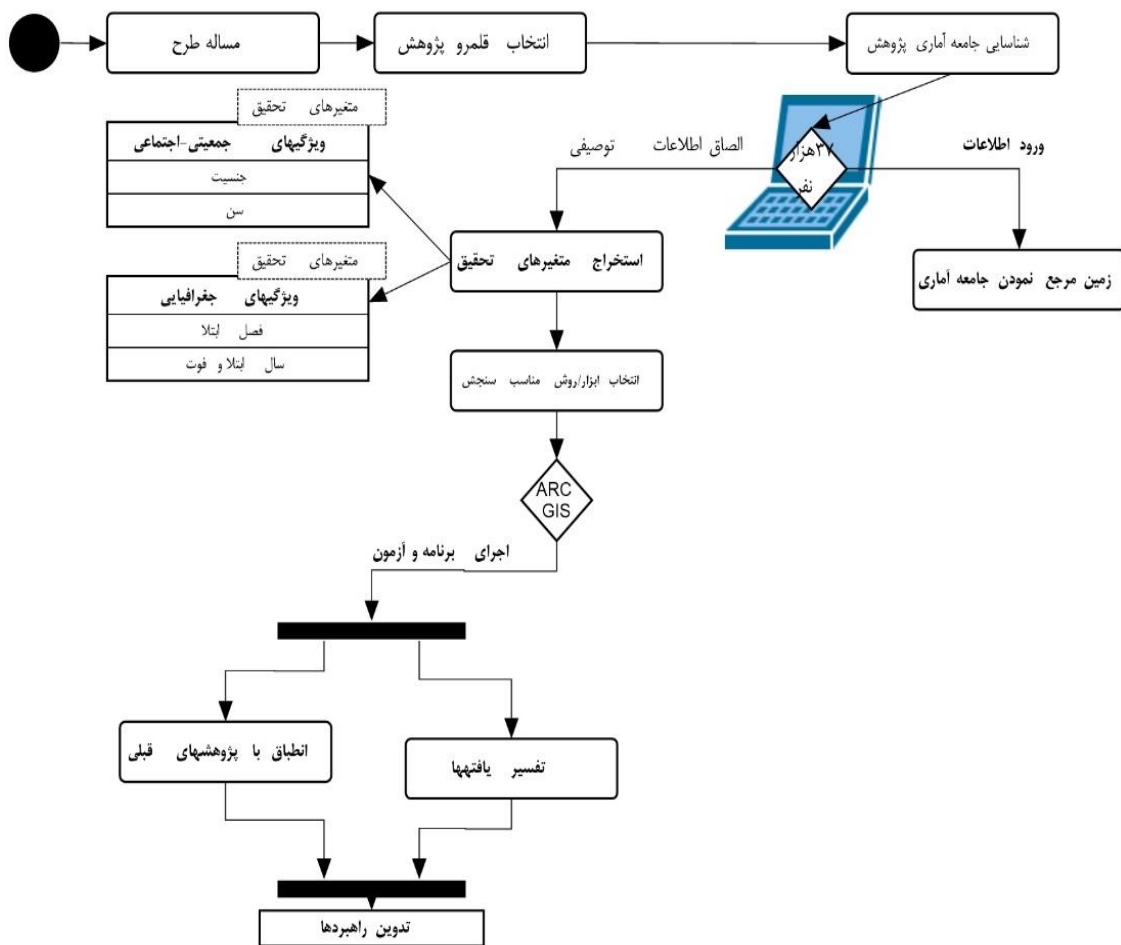 مساله طرح
انتخاب قلمرو پژوهش
شناسایی جامعه آماری پژوهش
متغیرهای تحقیق
ویژگیهای جمعیتی-اجتماعی
جنسیت
سن
الصاق اطلاعات توصیفی
۳۷هزار
نفر
ورود اطلاعات
استخراج متغیرهای تحقیق
زمین مرجع نمودن جامعه آماری
متغیرهای تحقیق
ویژگیهای جغرافیایی
فصل ابتلا
سال ابتلا و فوت
انتخاب ابزار/روش مناسب سنجش
ARC
GIS
اجرای برنامه و آزمون
انطباق با پژوهشهای قبلی
تفسیر یافتهها
تدوین راهبردها